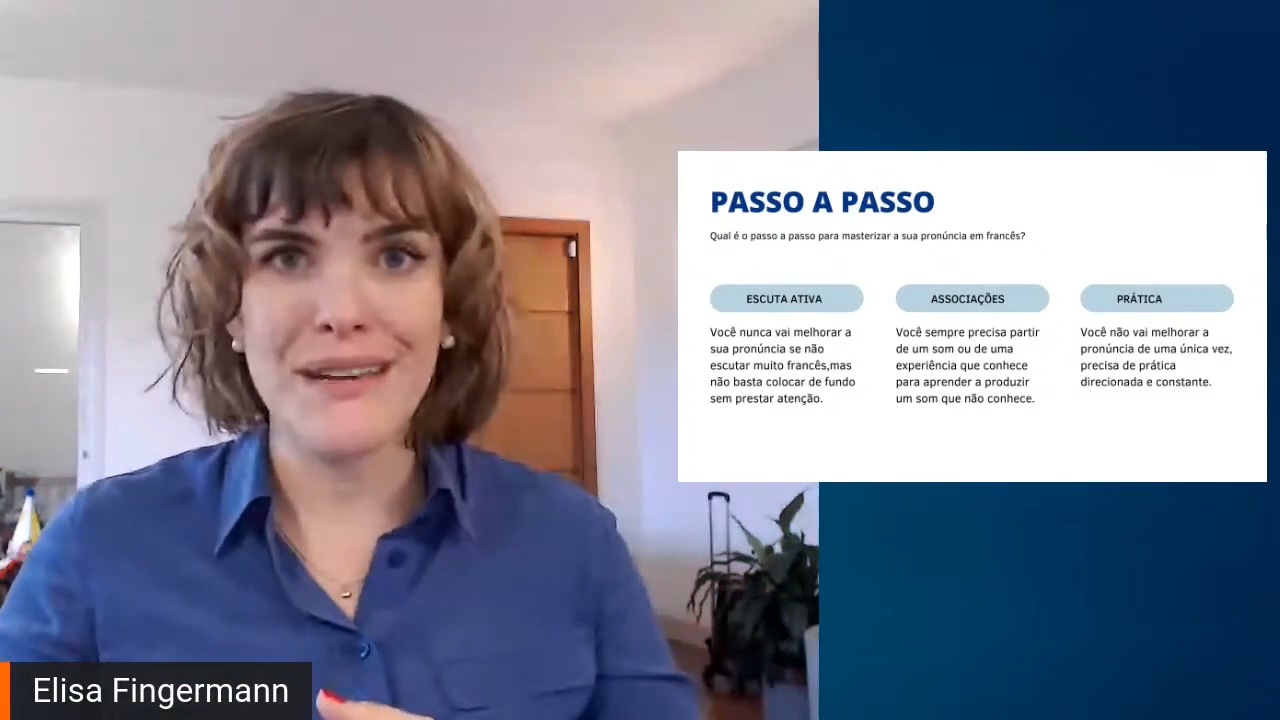 PASSO A PASSO
Qual é o passo a passo para masterizar a sua pronúncia em francês?
ESCUTA ATIVA
Você nunca vai melhorar a
sua pronúncia se não
escutar muito francês,mas
não basta colocar de fundo
sem prestar atenção.
ASSOCIAÇÕES
Você sempre precisa partir
de um som ou de uma
experiência que conhece
para aprender a produzir
um som que não conhece.
PRÁTICA
Você não vai melhorar a
pronúncia de uma única vez,
precisa de prática
direcionada e constante.
Elisa Fingermann